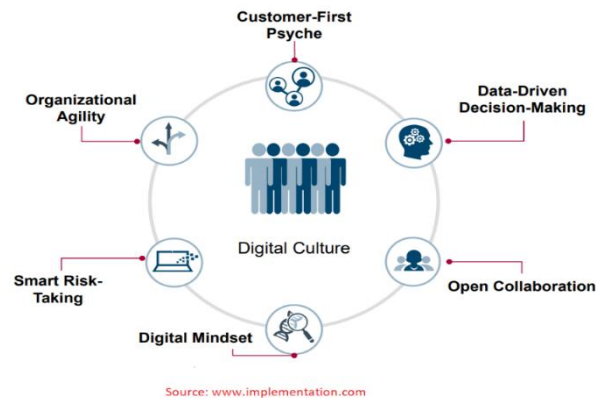 Customer-First
Psyche
Organizational
Agility
Data-Driven
Decision-Making
Digital Culture
Smart Risk-
Taking
Open Collaboration
Digital Mindset
Source: www.implementation.com